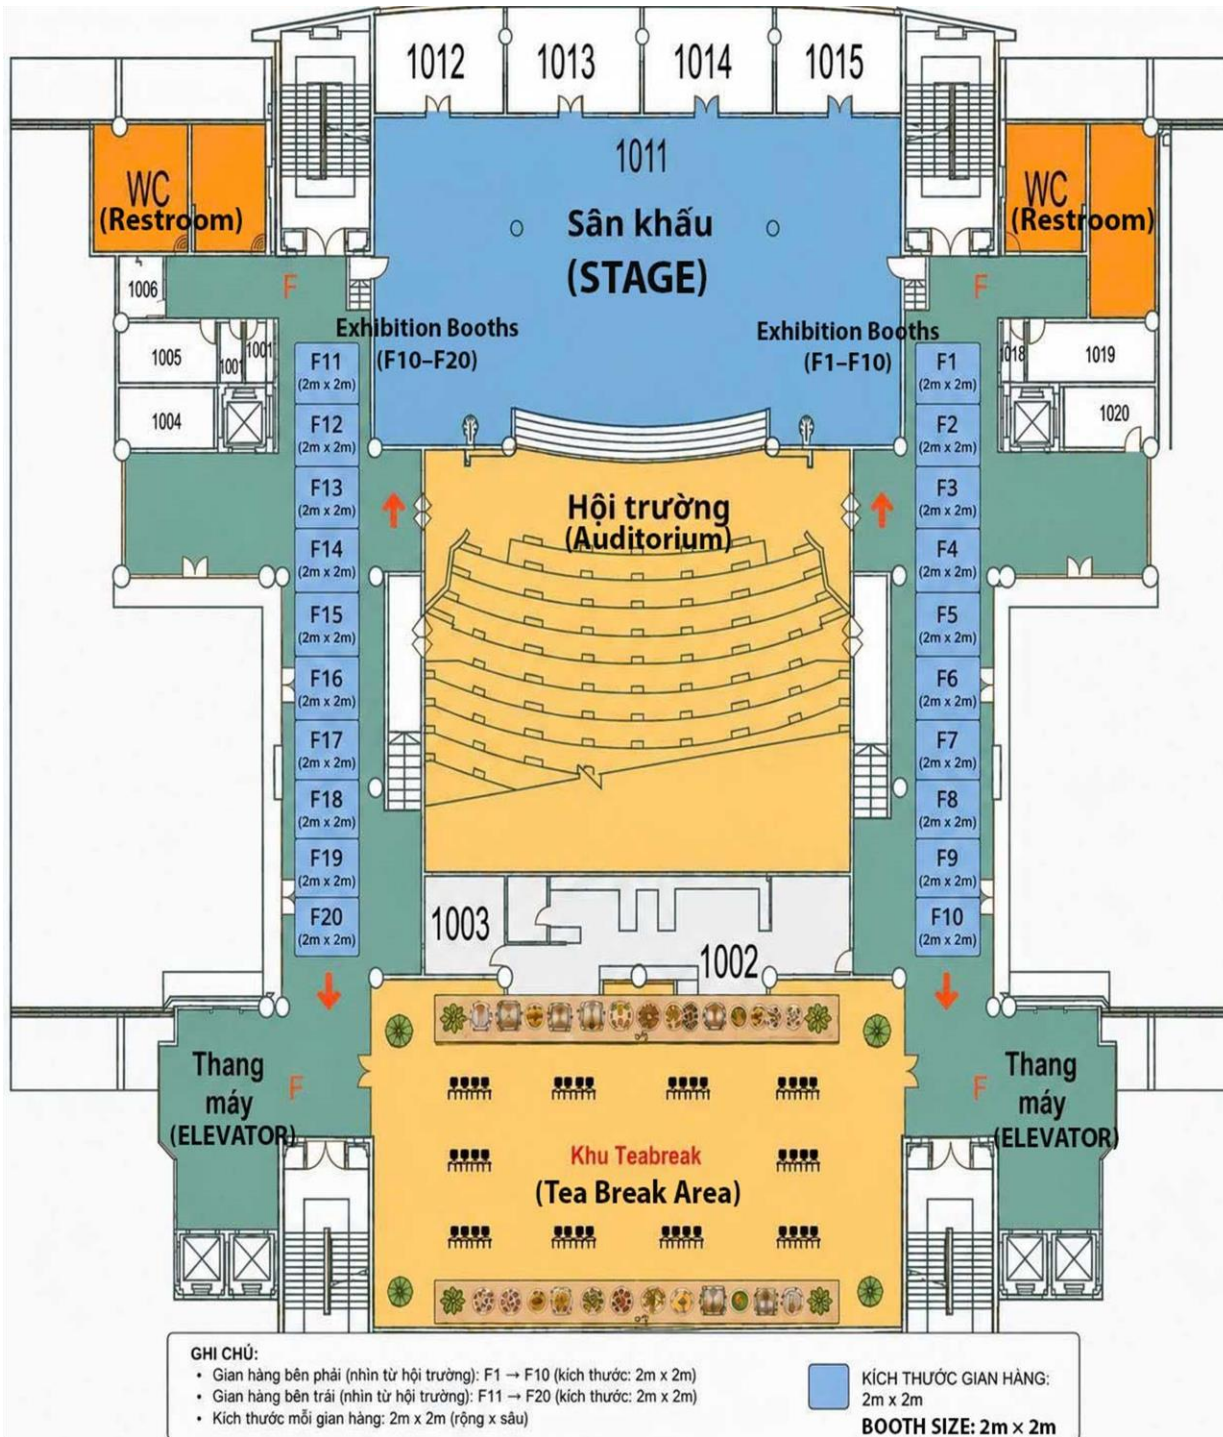 1012
1013
1014
1015
1011
WC
(Restroom)
WC
(Restroom)
Sân khấu
(STAGE)
F
F
1006
Exhibition Booths
(F10–F20)
Exhibition Booths
(F1–F10)
1005
1001
1001
1018
1019
1004
1020
F11
(2m x 2m)
F12
(2m x 2m)
F13
(2m x 2m)
F14
(2m x 2m)
F15
(2m x 2m)
F16
(2m x 2m)
F17
(2m x 2m)
F18
(2m x 2m)
F19
(2m x 2m)
F20
(2m x 2m)
Hội trường
(Auditorium)
F1
(2m x 2m)
F2
(2m x 2m)
F3
(2m x 2m)
F4
(2m x 2m)
F5
(2m x 2m)
F6
(2m x 2m)
F7
(2m x 2m)
F8
(2m x 2m)
F9
(2m x 2m)
F10
(2m x 2m)
1003
1002
Thang
máy
(ELEVATOR)
F
F
Thang
máy
(ELEVATOR)
Khu Teabreak
(Tea Break Area)
GHI CHÚ:
• Gian hàng bên phải (nhìn từ hội trường): F1 → F10 (kích thước: 2m x 2m)
• Gian hàng bên trái (nhìn từ hội trường): F11 → F20 (kích thước: 2m x 2m)
• Kích thước mỗi gian hàng: 2m x 2m (rộng x sâu)
KÍCH THƯỚC GIAN HÀNG:
2m x 2m
BOOTH SIZE: 2m × 2m